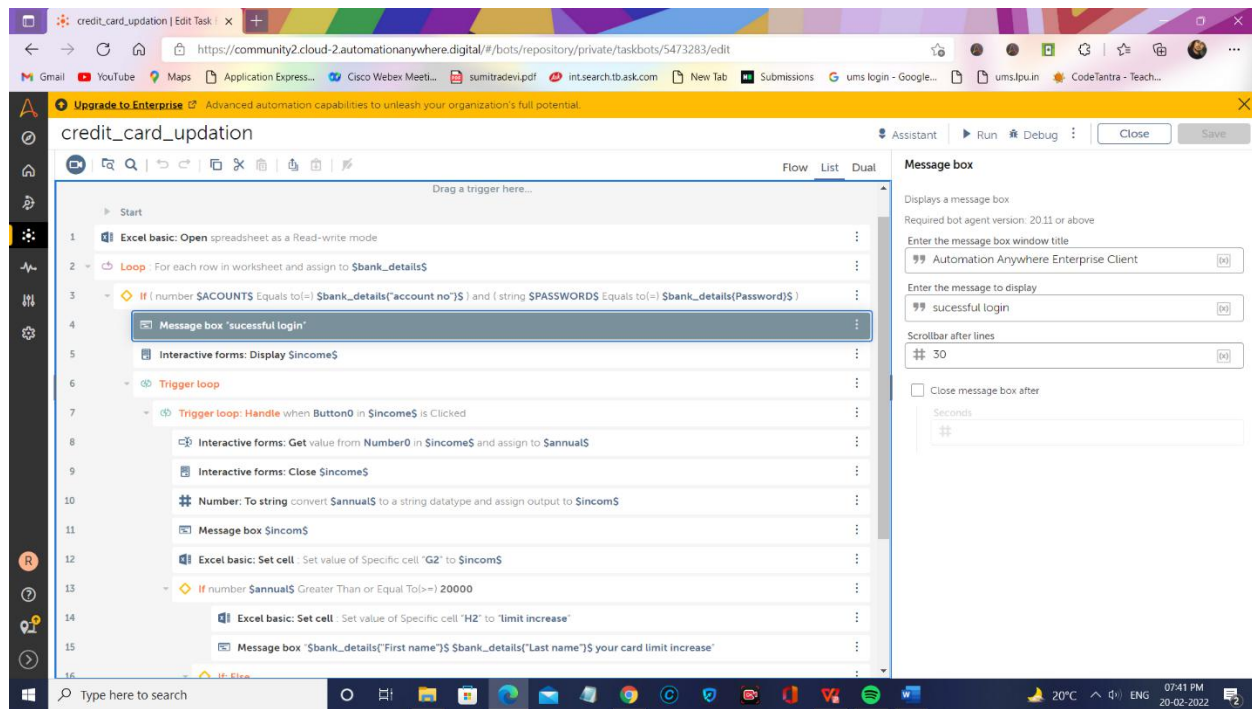 credit_card_updation | Edit Task
https://community2.cloud-2.automationanywhere.digital/#/bots/repository/private/taskbots/5473283/edit
Gmail YouTube Maps Application Express... Cisco Webex Meeti... sumitradevi.pdf int.search.tb.ask.com New Tab Submissions ums login - Google... ums.lpu.in CodeTantra - Teach...
Upgrade to Enterprise Advanced automation capabilities to unleash your organization's full potential.
credit_card_updation
Assistant Run Debug Close Save
Flow List Dual
Drag a trigger here...
Start
1 Excel basic: Open spreadsheet as a Read-write mode
2 Loop : For each row in worksheet and assign to $bank_details$
3 If ( number $ACOUNT$ Equals to(=) $bank_details{"account no"}$ ) and ( string $PASSWORD$ Equals to(=) $bank_details{Password}$ )
4 Message box "sucessful login"
5 Interactive forms: Display $income$
6 Trigger loop
7 Trigger loop: Handle when Button0 in $income$ is Clicked
8 Interactive forms: Get value from Number0 in $income$ and assign to $annual$
9 Interactive forms: Close $income$
10 Number: To string convert $annual$ to a string datatype and assign output to $incom$
11 Message box $incom$
12 Excel basic: Set cell : Set value of Specific cell "G2" to $incom$
13 If number $annual$ Greater Than or Equal To(>=) 20000
14 Excel basic: Set cell : Set value of Specific cell "H2" to "limit increase"
15 Message box "$bank_details{"First name"}$ $bank_details{"Last name"}$ your card limit increase"
16 If: Else
Message box
Displays a message box
Required bot agent version: 20.11 or above
Enter the message box window title
Automation Anywhere Enterprise Client
(x)
Enter the message to display
sucessful login
(x)
Scrollbar after lines
# 30
(x)
Close message box after
Seconds
#
R
Type here to search
20°C ENG
07:41 PM
20-02-2022
2